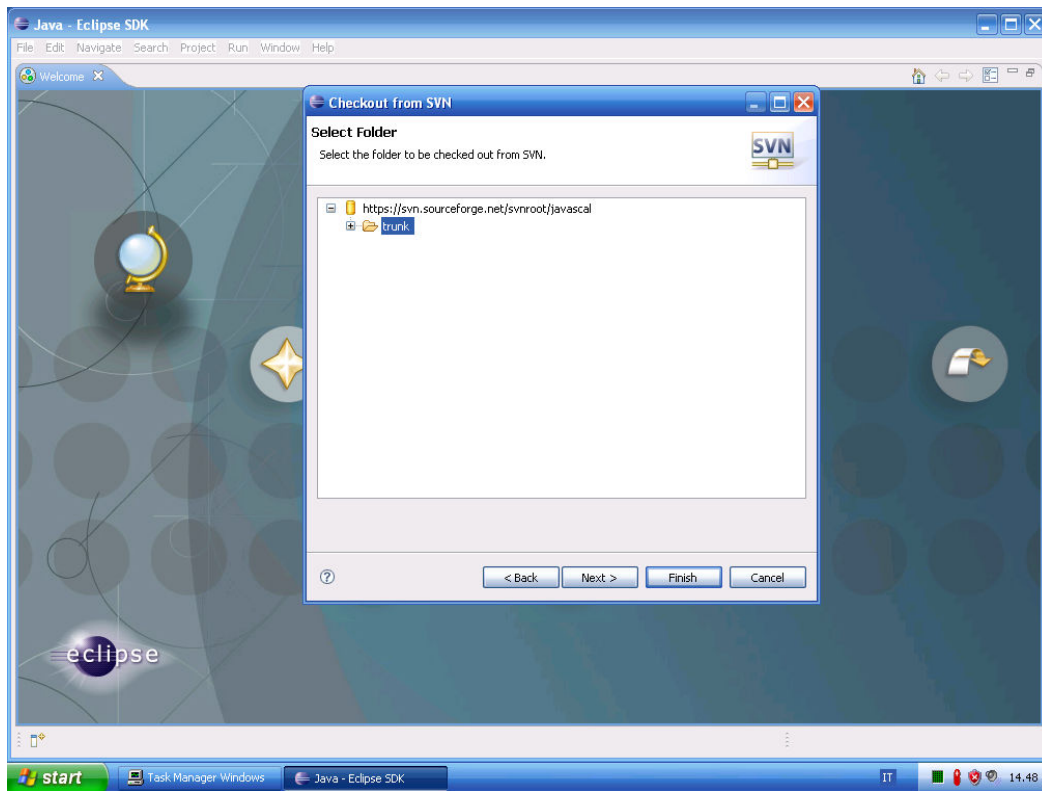 Java - Eclipse SDK
File Edit Navigate Search Project Run Window Help
Welcome
Checkout from SVN
Select Folder
Select the folder to be checked out from SVN.
SVN
https://svn.sourceforge.net/svnroot/javascal
trunk
?
< Back Next > Finish Cancel
eclipse
start Task Manager Windows Java - Eclipse SDK IT 14.48